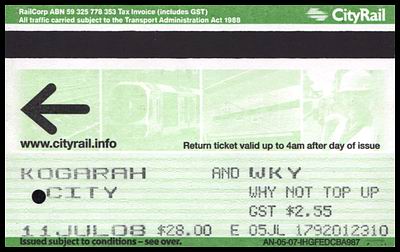 RailCorp ABN 59 325 778 353 Tax Invoice (includes GST)
All traffic carried subject to the Transport Administration Act 1988
CityRail
www.cityrail.info
Return ticket valid up to 4am after day of issue
KOGARAH AND WKY
CITY WHY NOT TOP UP
GST $2.55
11JUL08 $28.00 E 05JL 1792012310
Issued subject to conditions – see over.
AN-05-07-IHGFEDCBA987